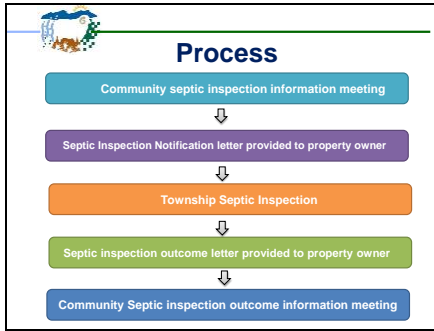 Process
Community septic inspection information meeting
Septic Inspection Notification letter provided to property owner
Township Septic Inspection
Septic inspection outcome letter provided to property owner
Community Septic inspection outcome information meeting